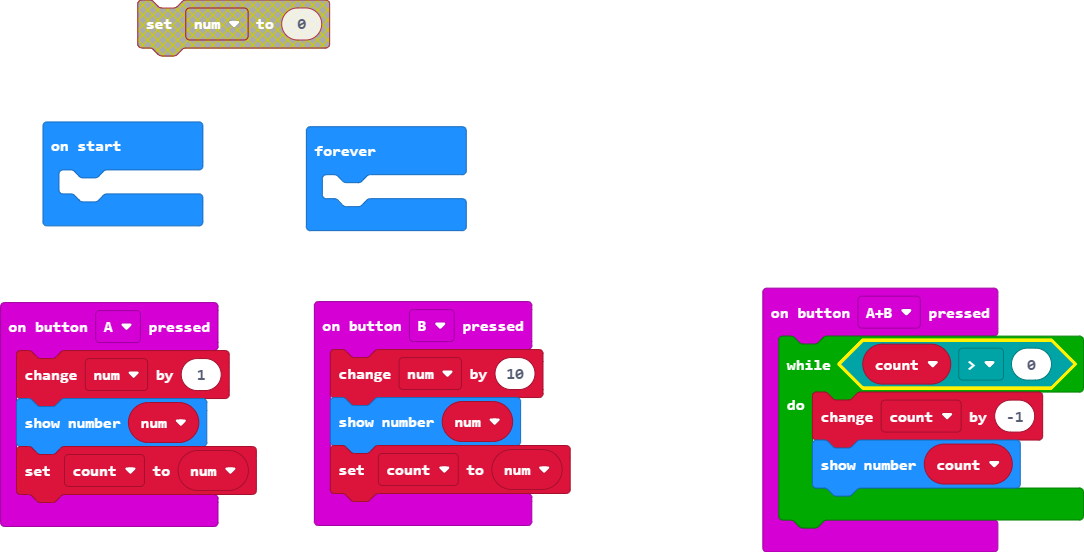 set num to 0
on start
forever
on button A pressed
change num by 1
show number num
set count to num
on button B pressed
change num by 10
show number num
set count to num
on button A+B pressed
while count > 0
do
change count by -1
show number count